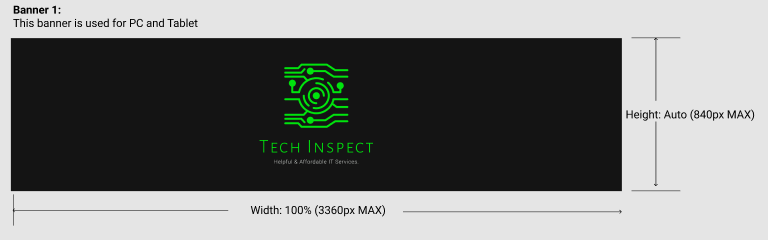 Banner 1:
This banner is used for PC and Tablet
TECH INSPECT
Helpful & Affordable IT Services.
Height: Auto (840px MAX)
Width: 100% (3360px MAX)